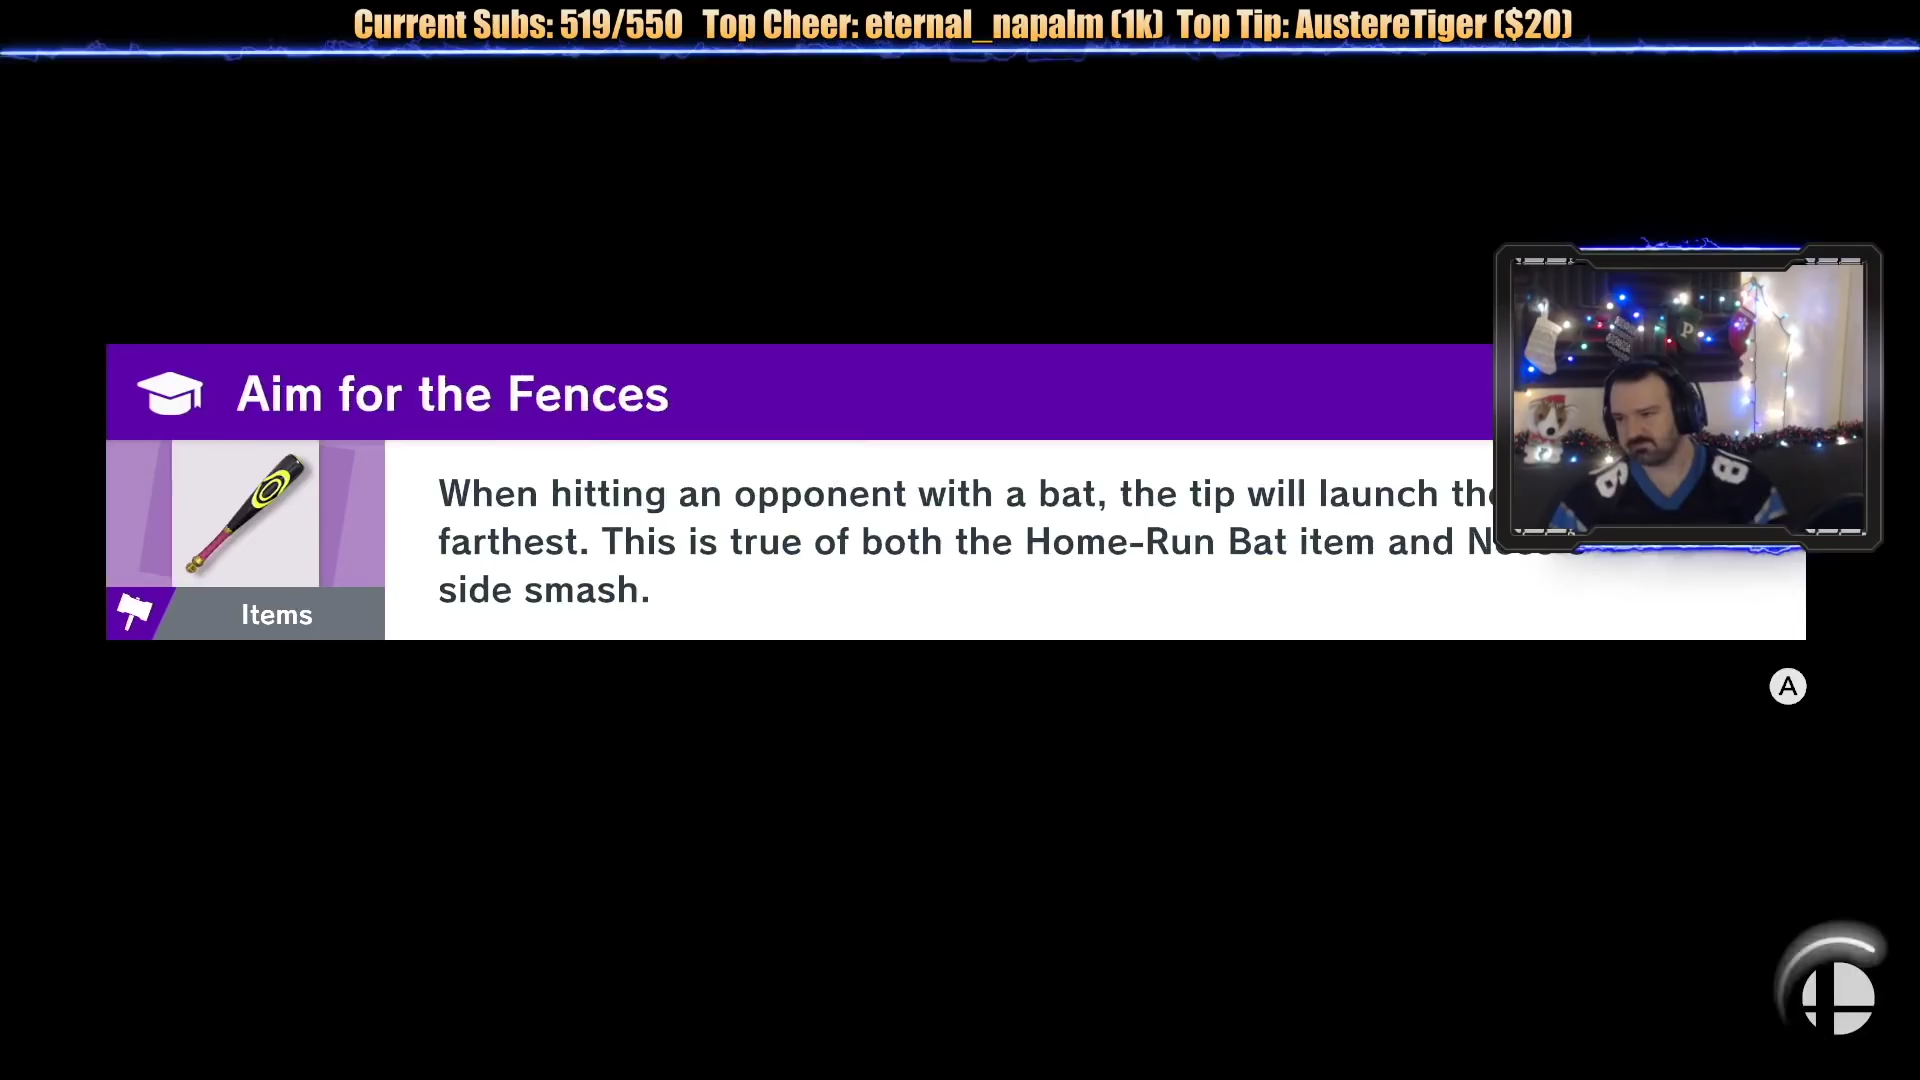 Current Subs: 519/550 Top Cheer: eternal_napalm (1k) Top Tip: AustereTiger ($20)
Aim for the Fences
When hitting an opponent with a bat, the tip will launch
farthest. This is true of both the Home-Run Bat item and
side smash.
Items
P
89
A